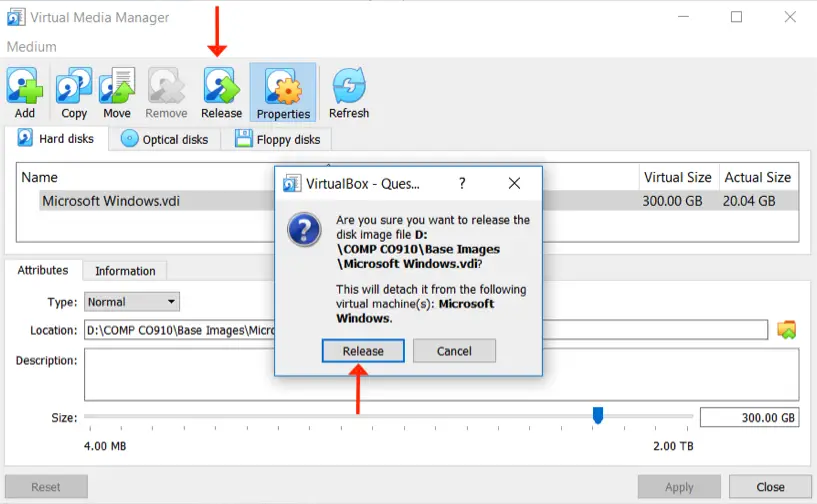 Virtual Media Manager
Medium
Add
Copy
Move
Remove
Release
Properties
Refresh
Hard disks
Optical disks
Floppy disks
Name
Virtual Size
Actual Size
Microsoft Windows.vdi
300.00 GB
20.04 GB
VirtualBox - Ques...
?
Are you sure you want to release the
disk image file D:
\COMP CO910\Base Images
\Microsoft Windows.vdi?
This will detach it from the following
virtual machine(s): Microsoft
Windows.
Release
Cancel
Attributes
Information
Type:
Normal
Location:
D:\COMP CO910\Base Images\Micro
Description:
Size:
300.00 GB
4.00 MB
2.00 TB
Reset
Apply
Close